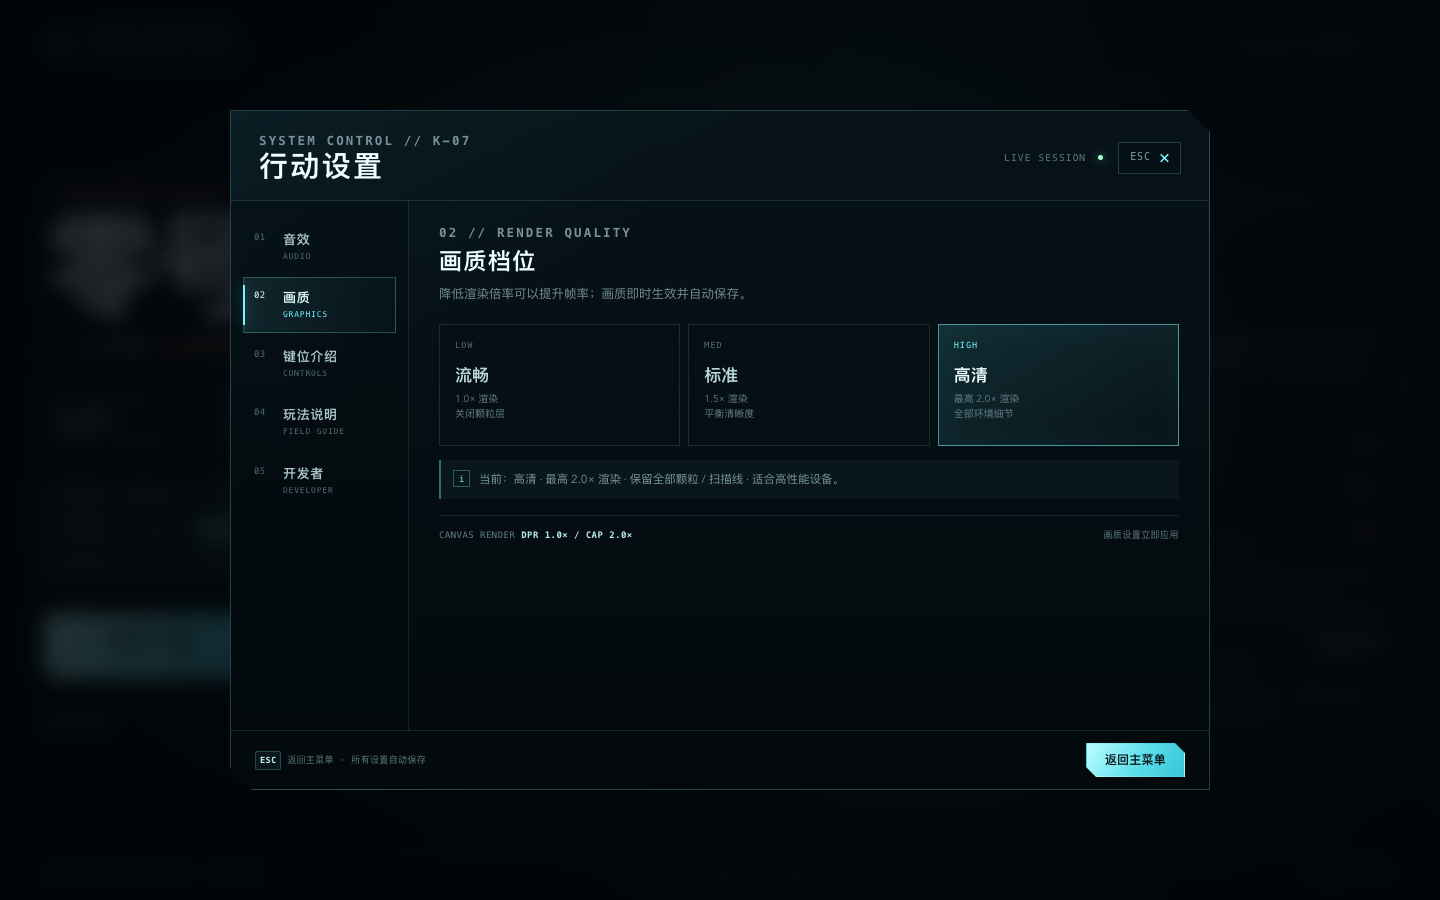 SYSTEM CONTROL // K-07
行动设置
LIVE SESSION
ESC ×
01 音效
AUDIO
02 画质
GRAPHICS
03 键位介绍
CONTROLS
04 玩法说明
FIELD GUIDE
05 开发者
DEVELOPER
02 // RENDER QUALITY
画质档位
降低渲染倍率可以提升帧率；画质即时生效并自动保存。
LOW
流畅
1.0× 渲染
关闭颗粒层
MED
标准
1.5× 渲染
平衡清晰度
HIGH
高清
最高 2.0× 渲染
全部环境细节
i 当前：高清 · 最高 2.0× 渲染 · 保留全部颗粒 / 扫描线 · 适合高性能设备。
CANVAS RENDER DPR 1.0× / CAP 2.0×
画质设置立即应用
ESC 返回主菜单 · 所有设置自动保存
返回主菜单